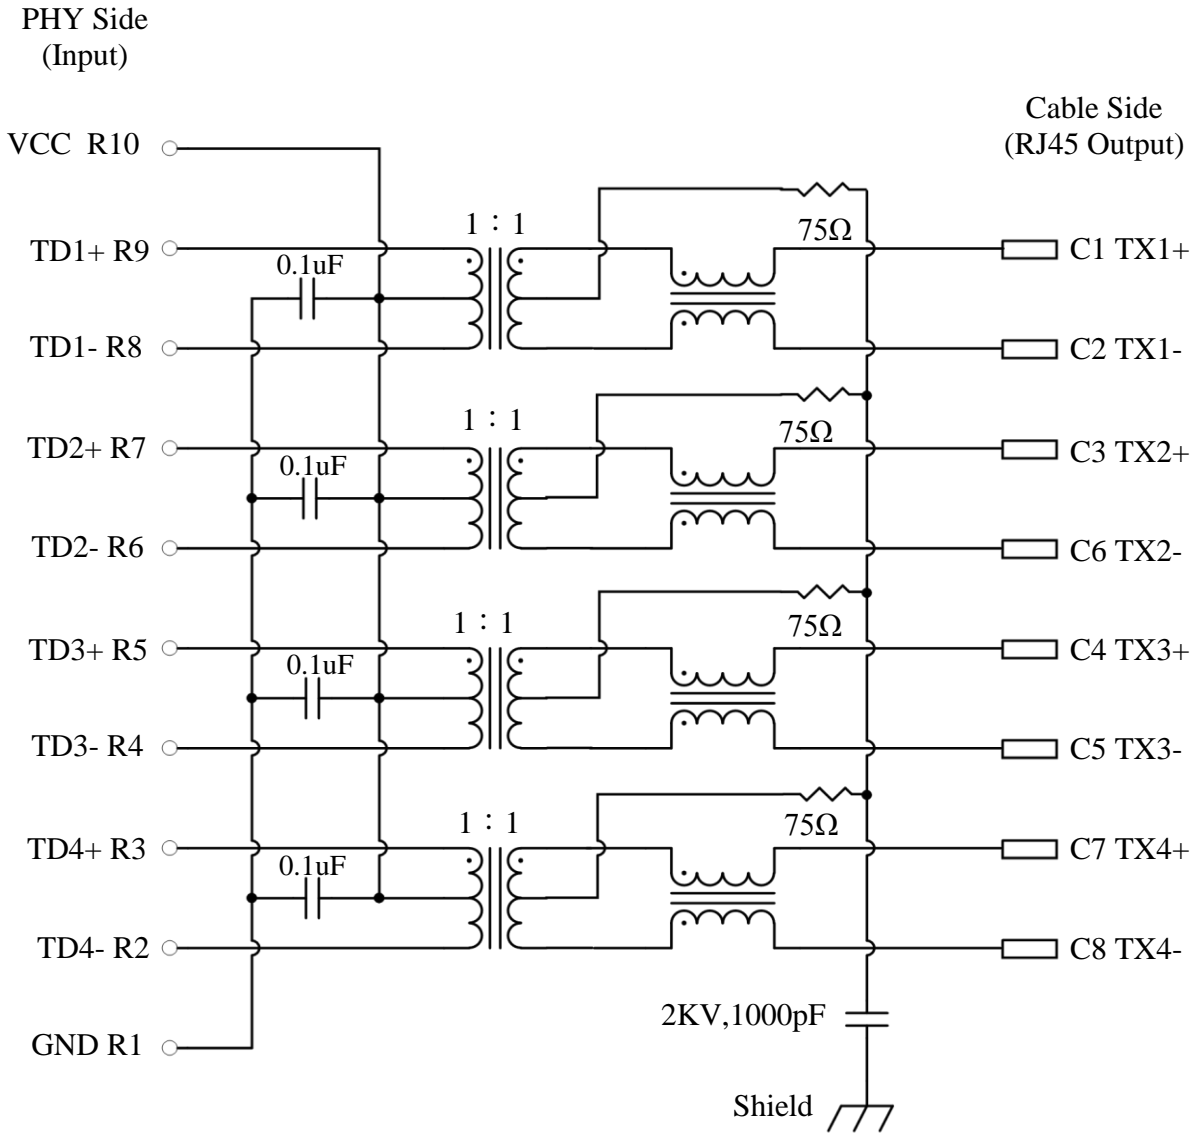 PHY Side
(Input)
Cable Side
(RJ45 Output)
VCC R10
1 : 1
75Ω
TD1+ R9
0.1uF
C1 TX1+
TD1- R8
C2 TX1-
1 : 1
75Ω
TD2+ R7
0.1uF
C3 TX2+
TD2- R6
C6 TX2-
1 : 1
75Ω
TD3+ R5
0.1uF
C4 TX3+
TD3- R4
C5 TX3-
1 : 1
75Ω
TD4+ R3
0.1uF
C7 TX4+
TD4- R2
C8 TX4-
2KV,1000pF
GND R1
Shield